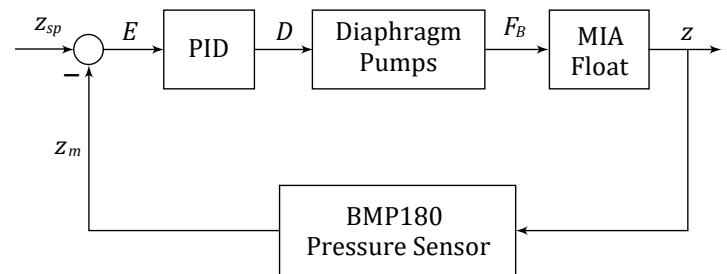 z_sp
E
PID
D
Diaphragm
Pumps
F_B
MIA
Float
z
–
z_m
BMP180
Pressure Sensor